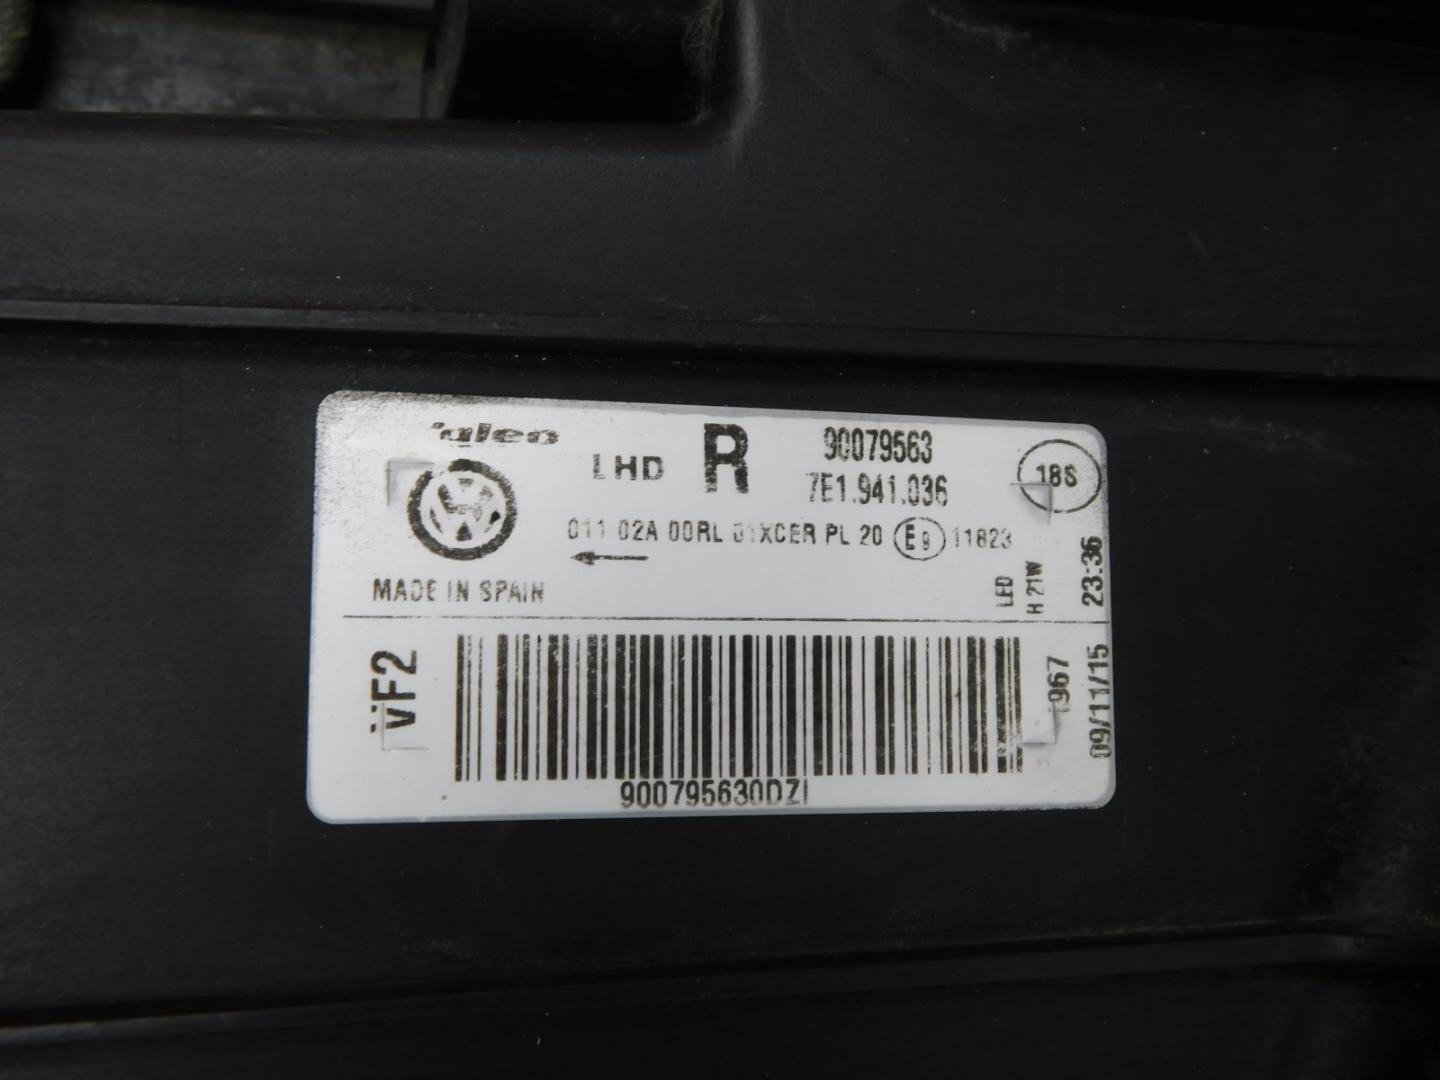 LHD R 90079563
7E1.941.036
18S
011 02A 00RL 01XCER PL 20 E9 11823
MADE IN SPAIN
LED
H 21W
23:36
VF2
967
09/11/15
900795630DZI